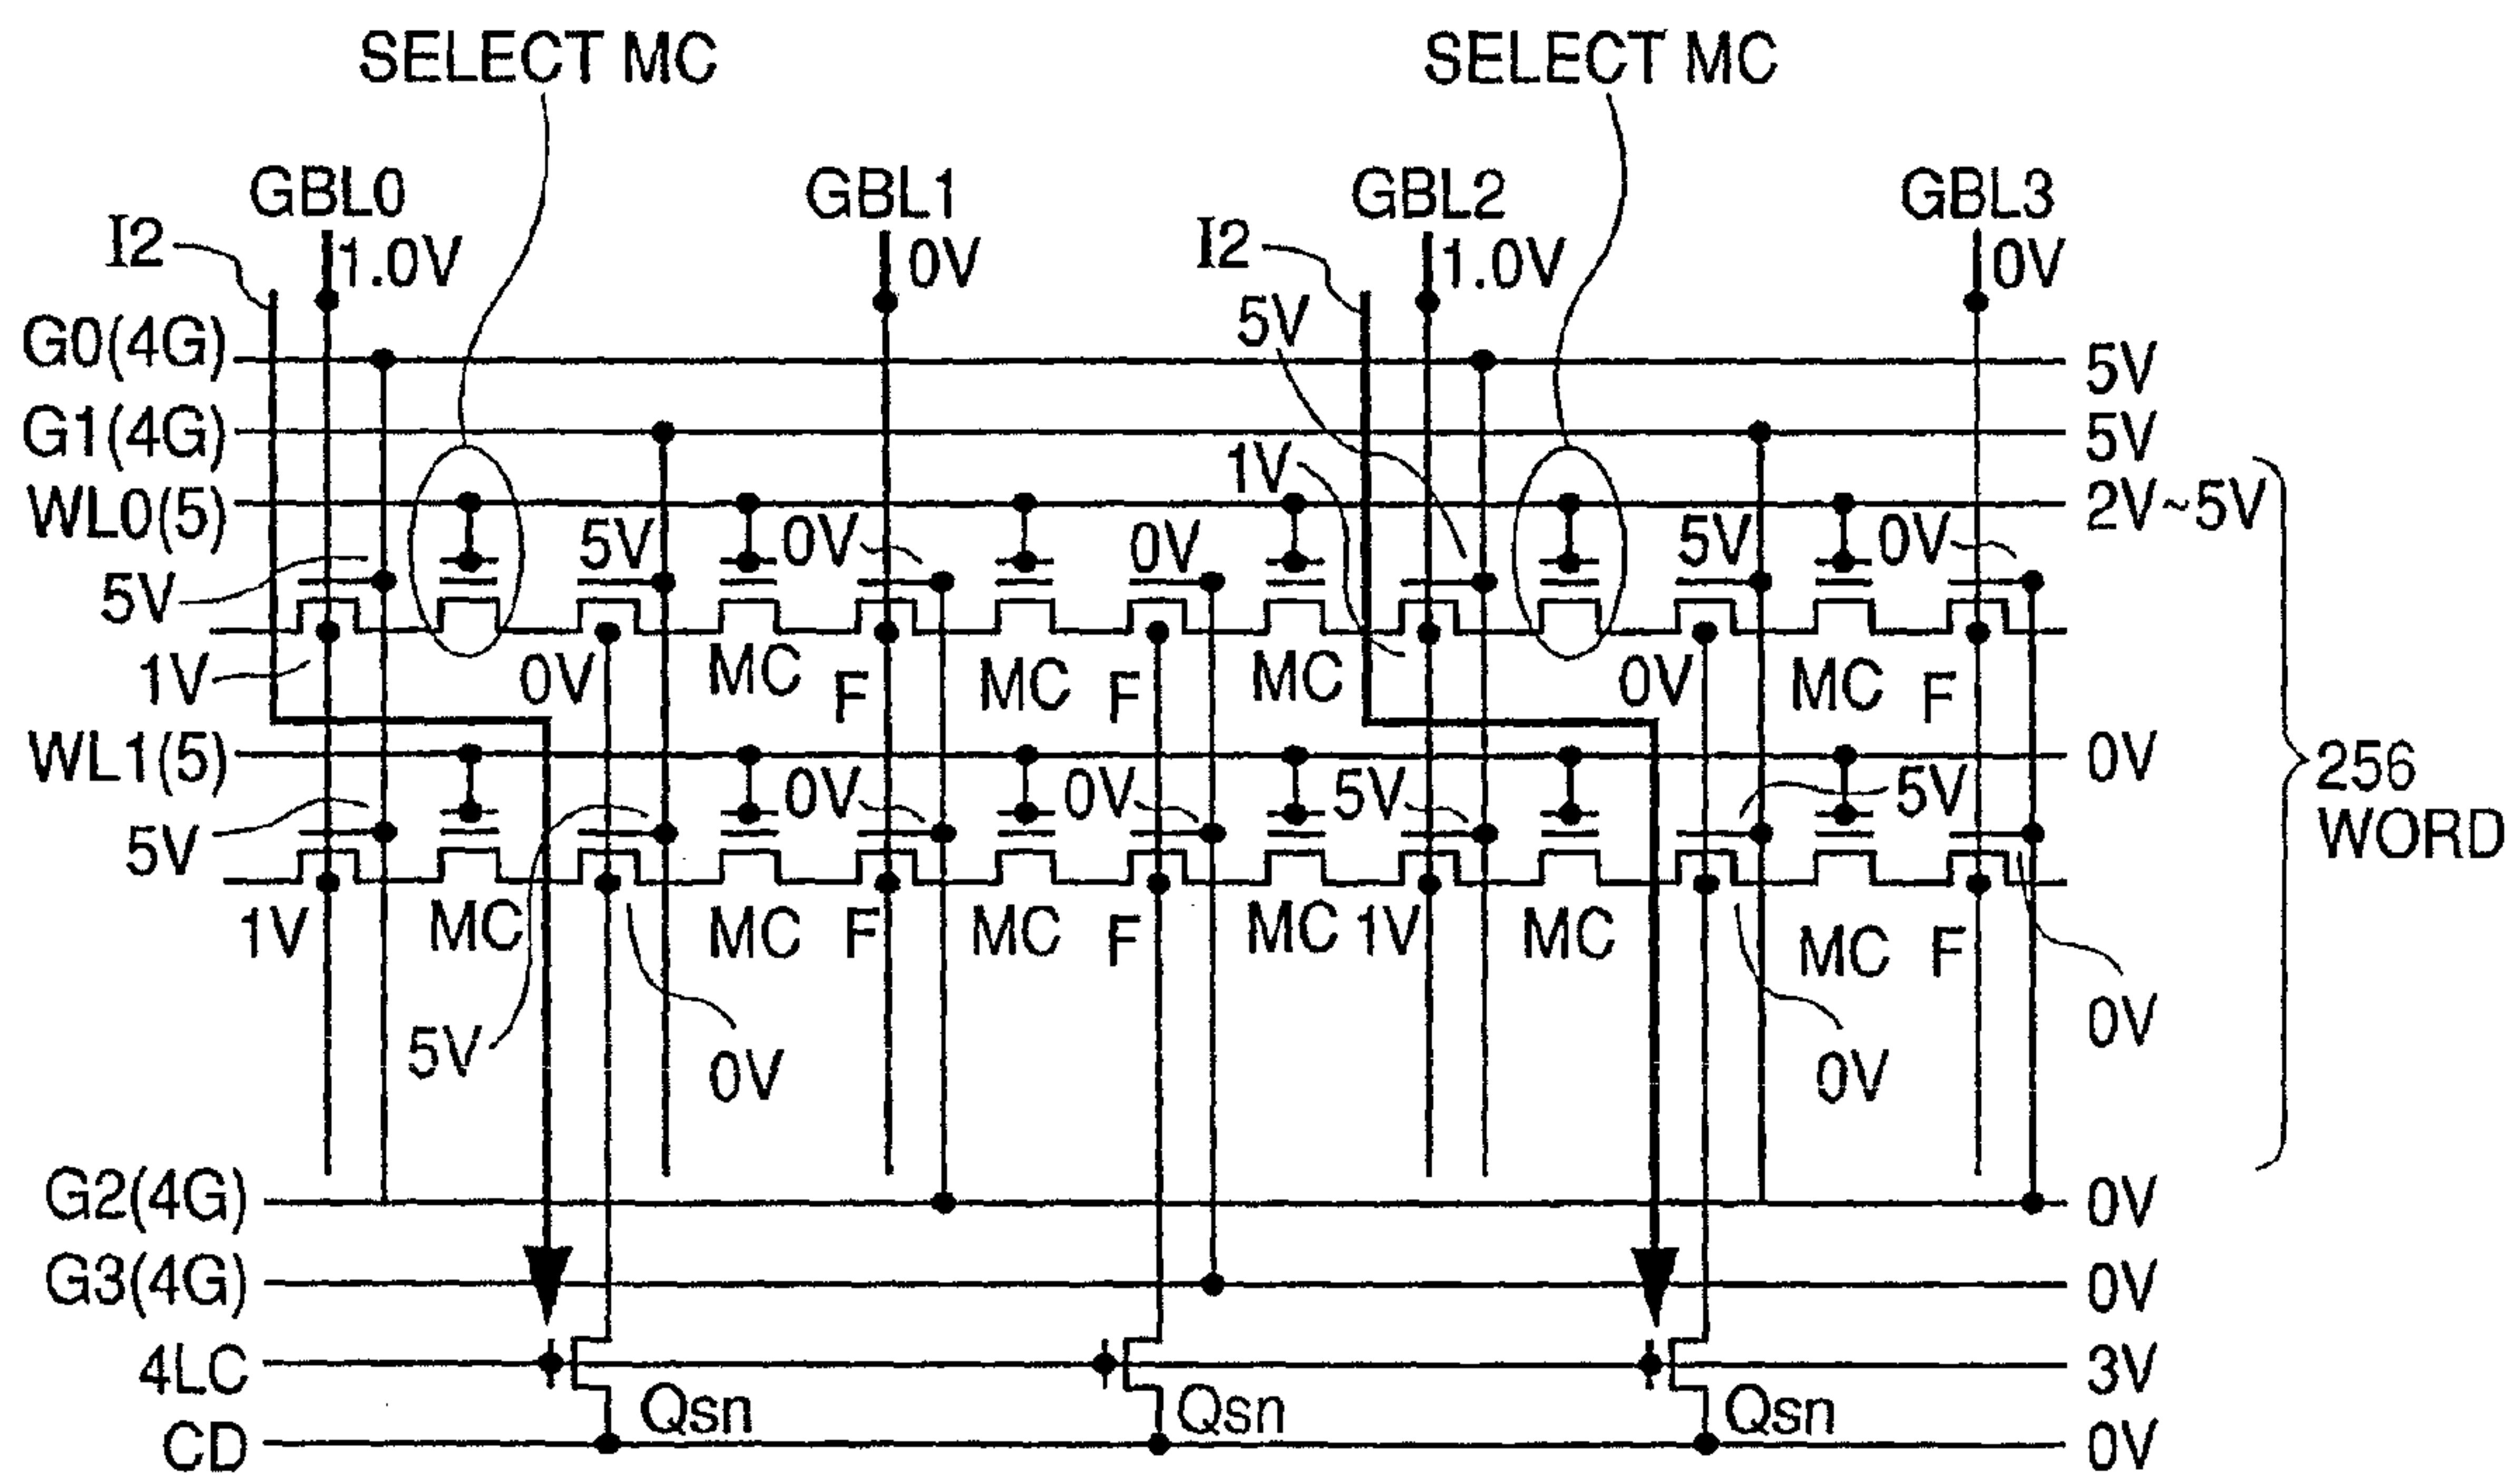 SELECT MC SELECT MC
GBL0 GBL1 GBL2 GBL3
I2 1.0V 0V I2 1.0V 0V
5V
G0(4G) 5V
G1(4G) 5V
1V
WL0(5) 2V~5V
5V 0V 0V 5V 0V
5V
1V 0V MC F MC F MC 0V MC F
WL1(5) 0V
256
WORD
0V 0V 5V 5V
5V
1V MC MC F MC F MC 1V MC MC F
5V 0V 0V 0V
G2(4G) 0V
G3(4G) 0V
4LC 3V
Qsn Qsn Qsn
CD 0V